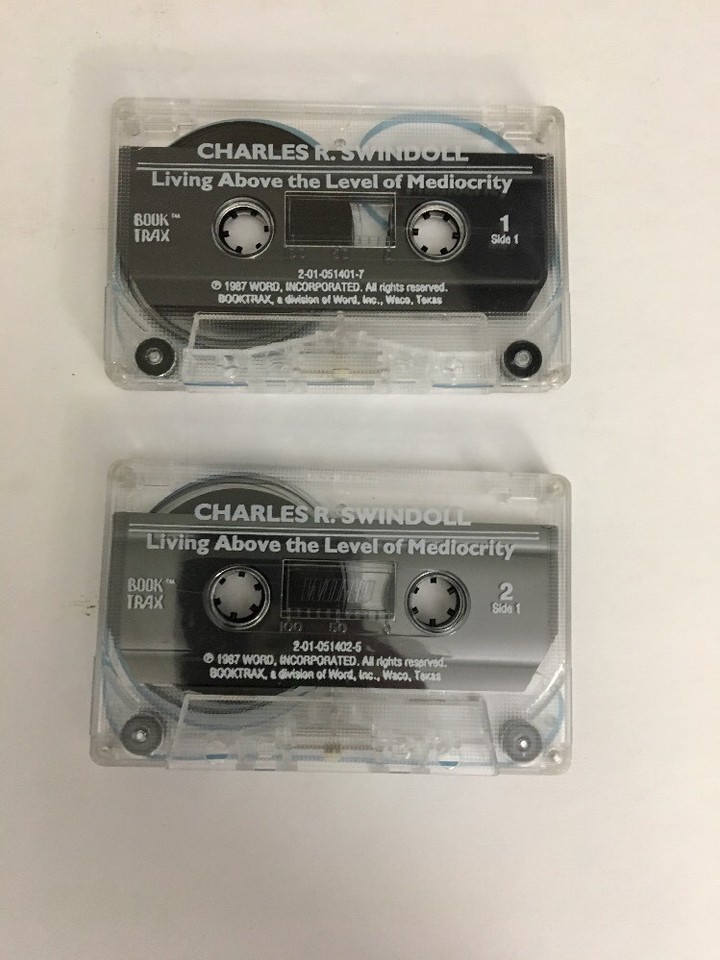 CHARLES R. SWINDOLL
Living Above the Level of Mediocrity
BOOK™
TRAX
1
Side 1
2-01-051401-7
℗ 1987 WORD, INCORPORATED. All rights reserved.
BOOKTRAX, a division of Word, Inc., Waco, Texas
CHARLES R. SWINDOLL
Living Above the Level of Mediocrity
BOOK™
TRAX
2
Side 1
100 50
2-01-051402-5
℗ 1987 WORD, INCORPORATED. All rights reserved.
BOOKTRAX, a division of Word, Inc., Waco, Texas